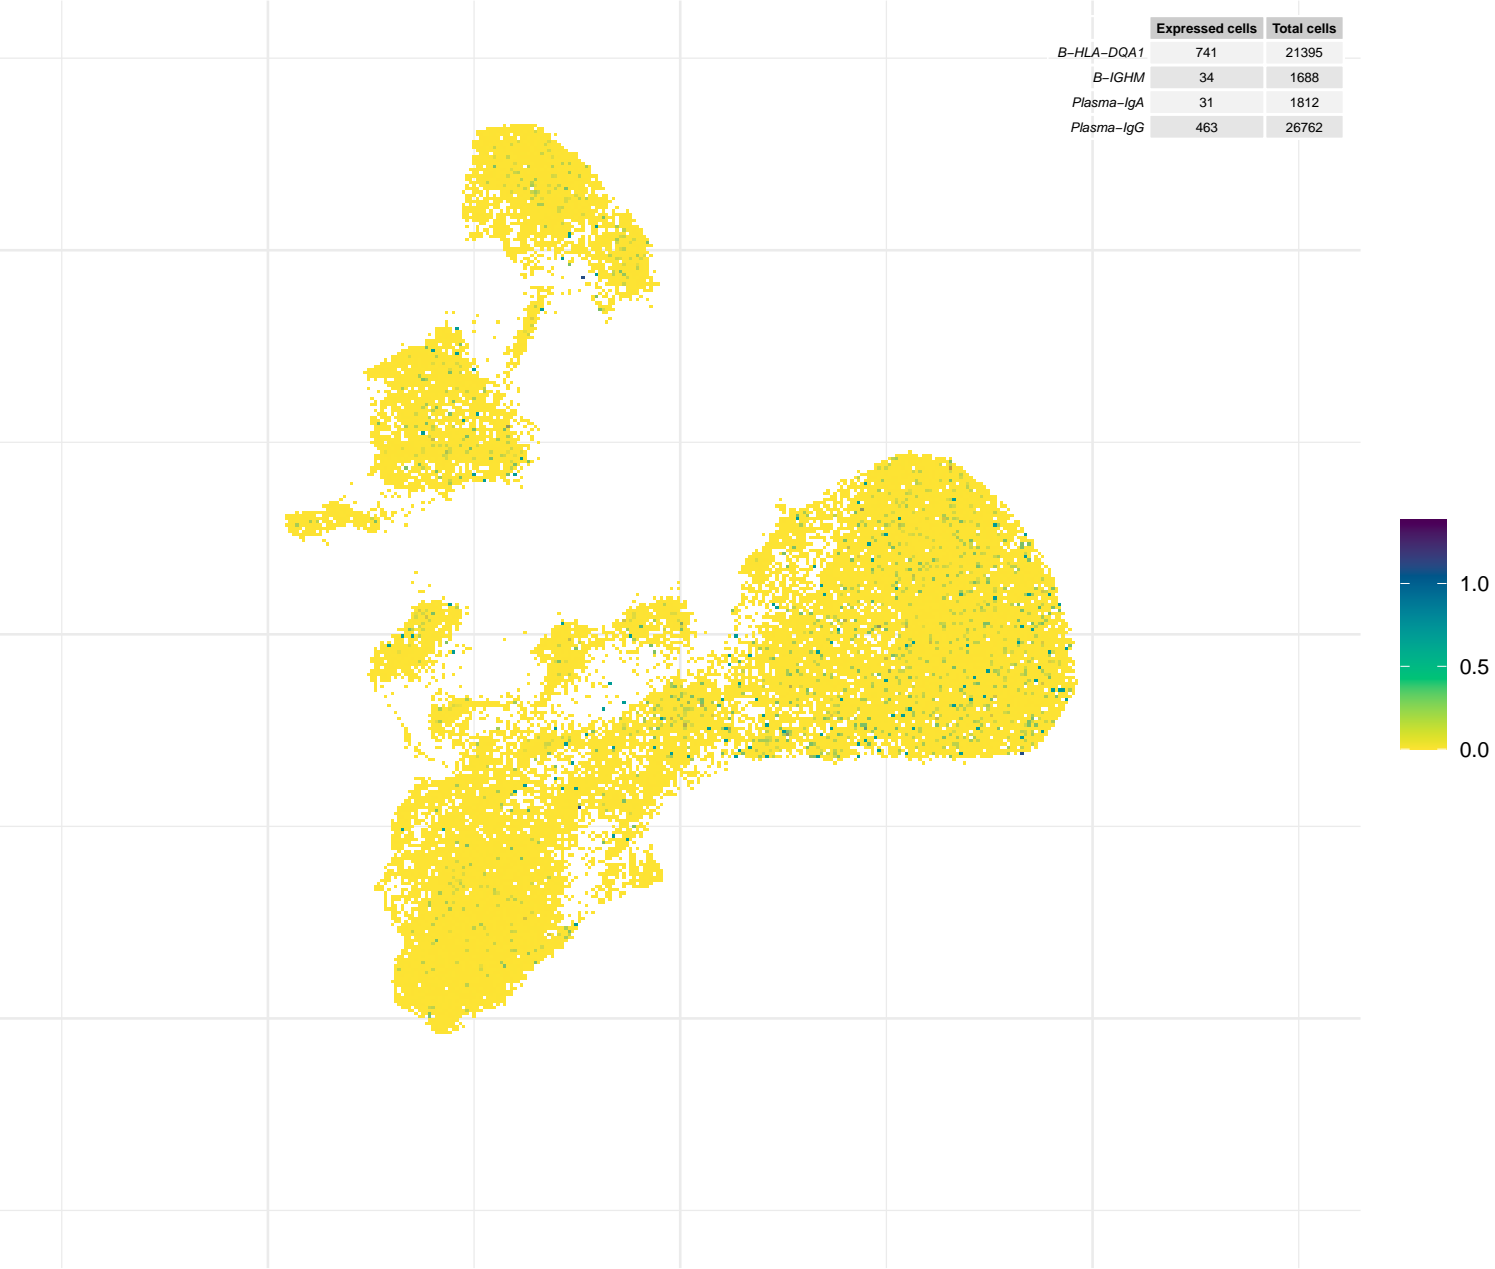 Expressed cells Total cells
B−HLA−DQA1 741 21395
B−IGHM 34 1688
Plasma−IgA 31 1812
Plasma−IgG 463 26762
1.0
0.5
0.0